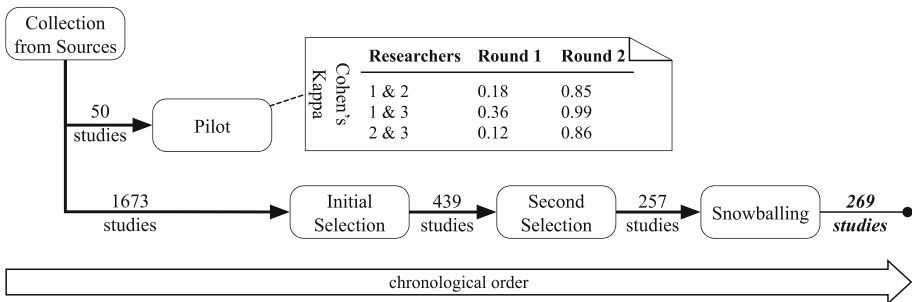 Collection
from Sources
50
studies
Pilot
Cohen's
Kappa
Researchers Round 1 Round 2
1 & 2 0.18 0.85
1 & 3 0.36 0.99
2 & 3 0.12 0.86
1673
studies
Initial
Selection
439
studies
Second
Selection
257
studies
Snowballing
269
studies
chronological order